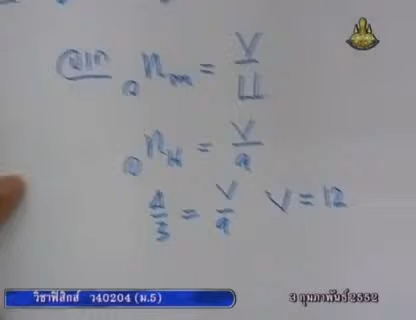 จาก ₐnₘ = V/U
ₐnₖ = V/9
4/3 = V/9 V = 12
วิชาฟิสิกส์ ว40204 (ม.5)
3 กุมภาพันธ์ 2552